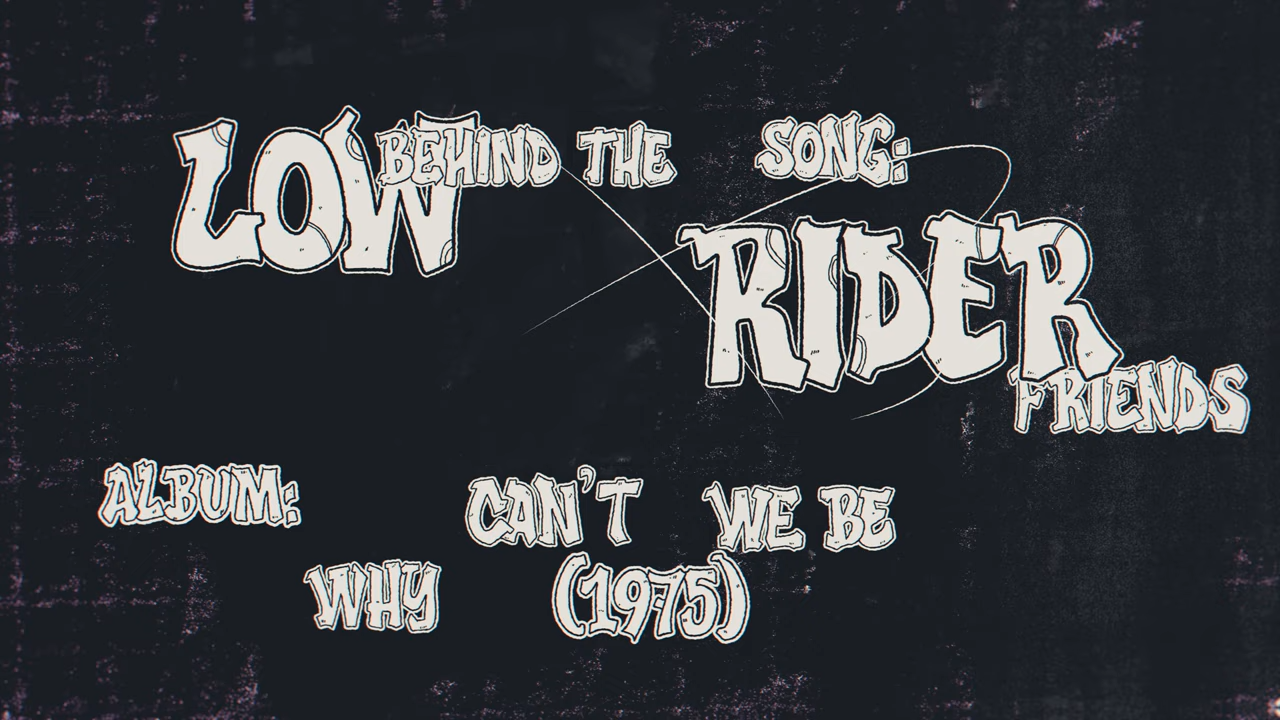 BEHIND THE SONG:
LOW RIDER
FRIENDS
ALBUM: CAN'T WE BE
WHY (1975)